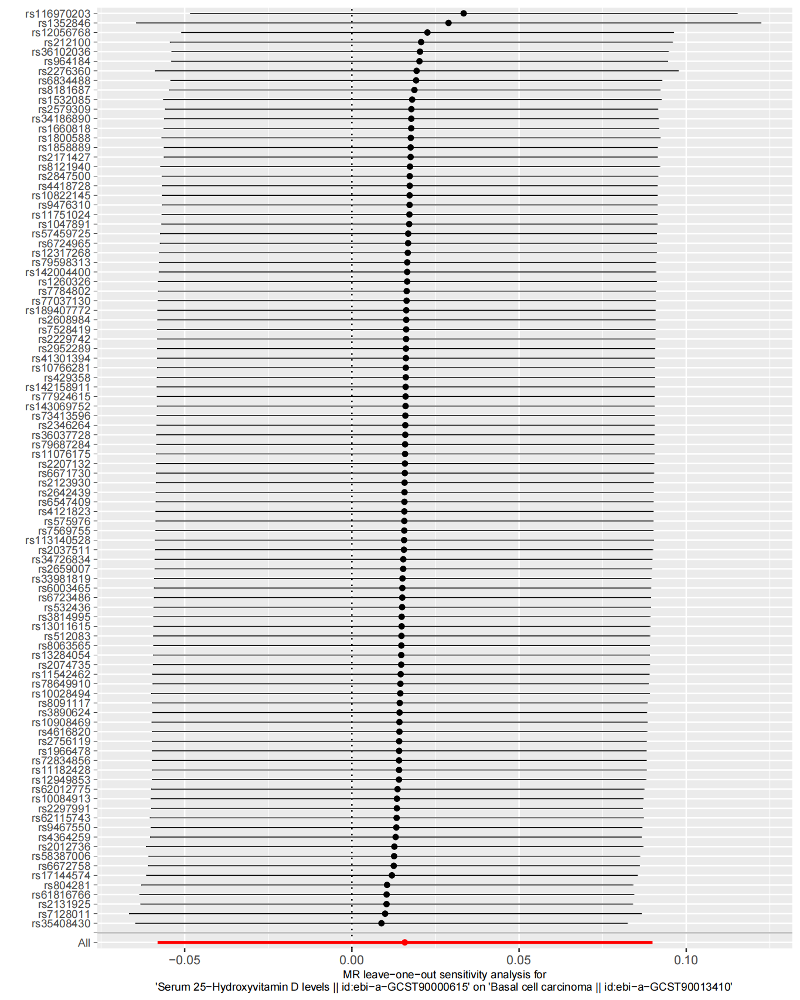 rs116970203
rs1352846
rs12056768
rs212100
rs36102036
rs964184
rs2276360
rs6834488
rs8181687
rs1532085
rs2579309
rs34186890
rs1660818
rs1800588
rs1858889
rs2171427
rs8121940
rs2847500
rs4418728
rs10822145
rs9476310
rs11751024
rs1047891
rs57459725
rs6724965
rs12317268
rs79598313
rs142004400
rs1260326
rs7784802
rs77037130
rs189407772
rs2608984
rs7528419
rs2229742
rs2952289
rs41301394
rs10766281
rs429358
rs142158911
rs77924615
rs143069752
rs73413596
rs2346264
rs36037728
rs79687284
rs11076175
rs2207132
rs6671730
rs2123930
rs2642439
rs6547409
rs4121823
rs575976
rs7569755
rs113140528
rs2037511
rs34726834
rs2659007
rs33981819
rs6003465
rs6723486
rs532436
rs3814995
rs13011615
rs512083
rs8063565
rs13284054
rs2074735
rs11542462
rs78649910
rs10028494
rs8091117
rs3890624
rs10908469
rs4616820
rs2756119
rs1966478
rs72834856
rs11182428
rs12949853
rs62012775
rs10084913
rs2297991
rs62115743
rs9467550
rs4364259
rs2012736
rs58387006
rs6672758
rs17144574
rs804281
rs61816766
rs2131925
rs7128011
rs35408430
All
−0.05 0.00 0.05 0.10
MR leave−one−out sensitivity analysis for
'Serum 25−Hydroxyvitamin D levels || id:ebi−a−GCST90000615' on 'Basal cell carcinoma || id:ebi−a−GCST90013410'